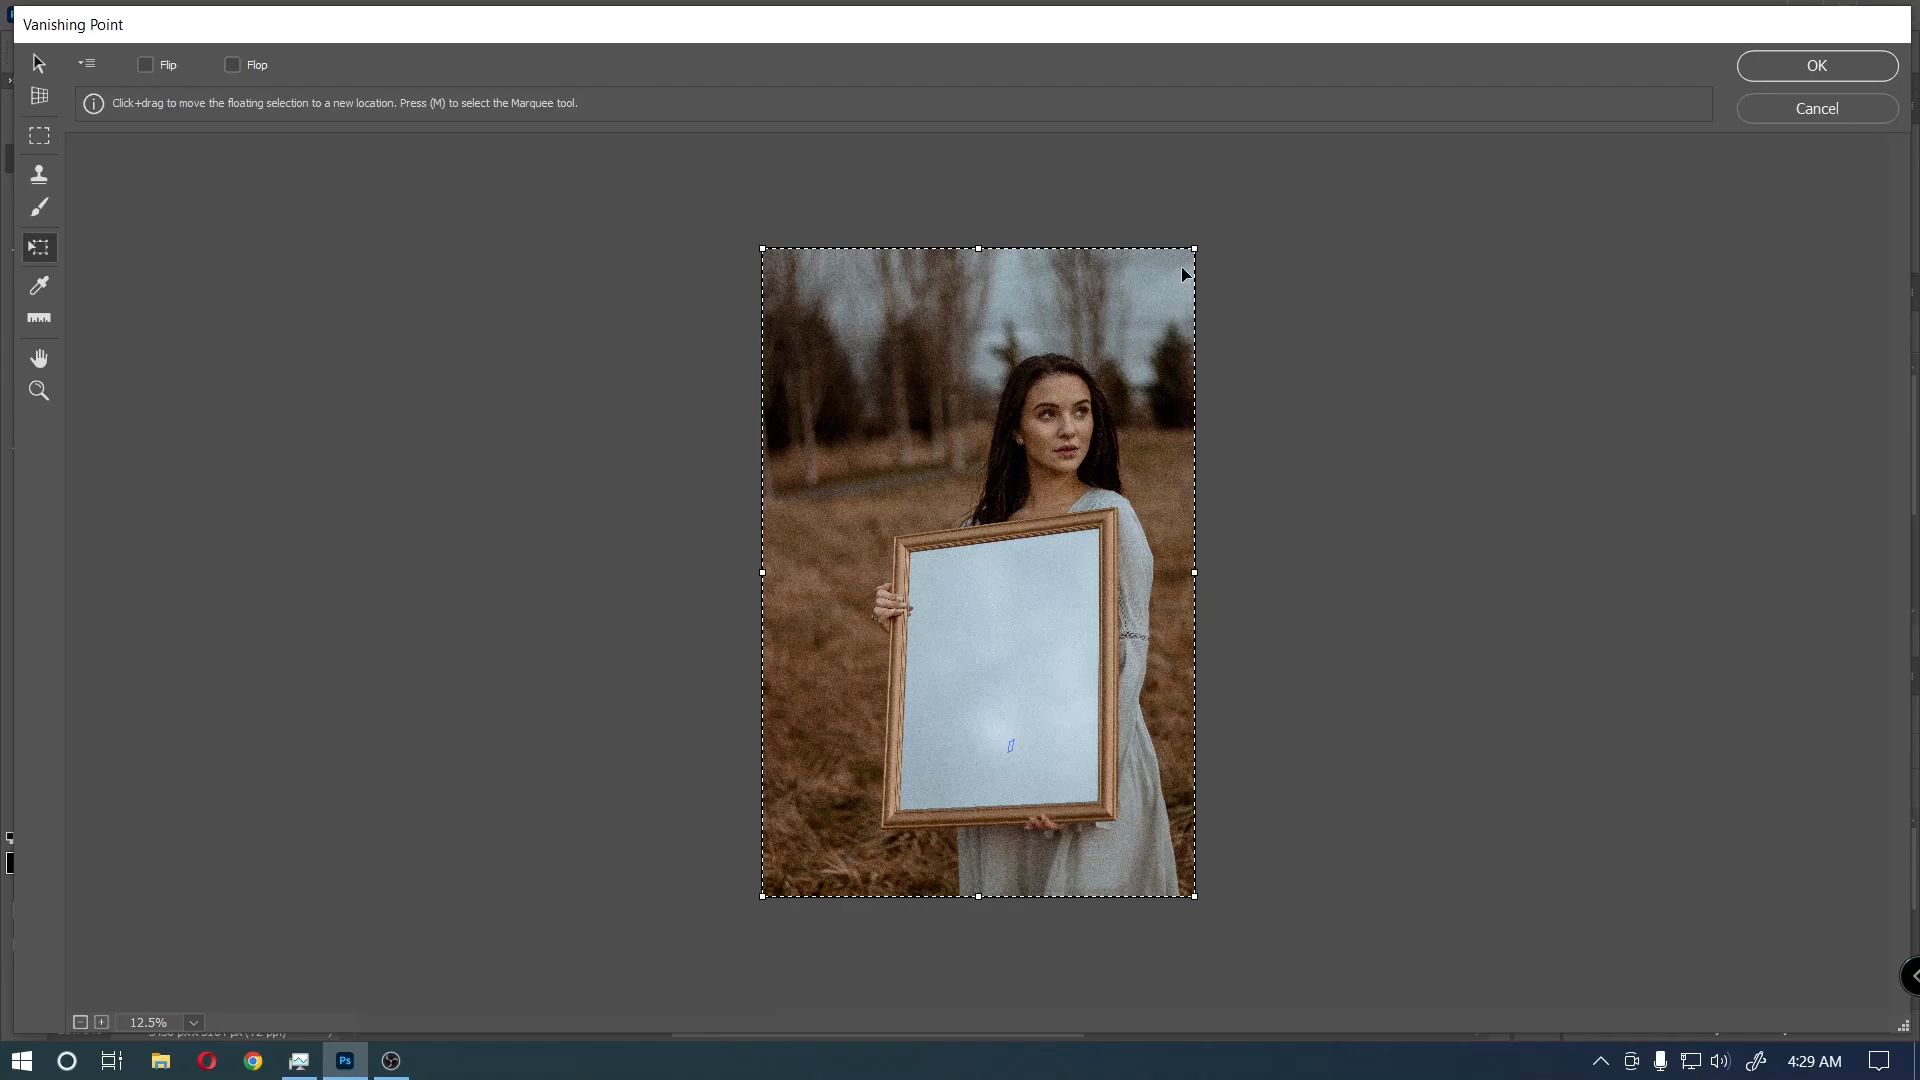 Vanishing Point
Flip
Flop
OK
Click+drag to move the floating selection to a new location. Press (M) to select the Marquee tool.
Cancel
12.5%
Ps
4:29 AM